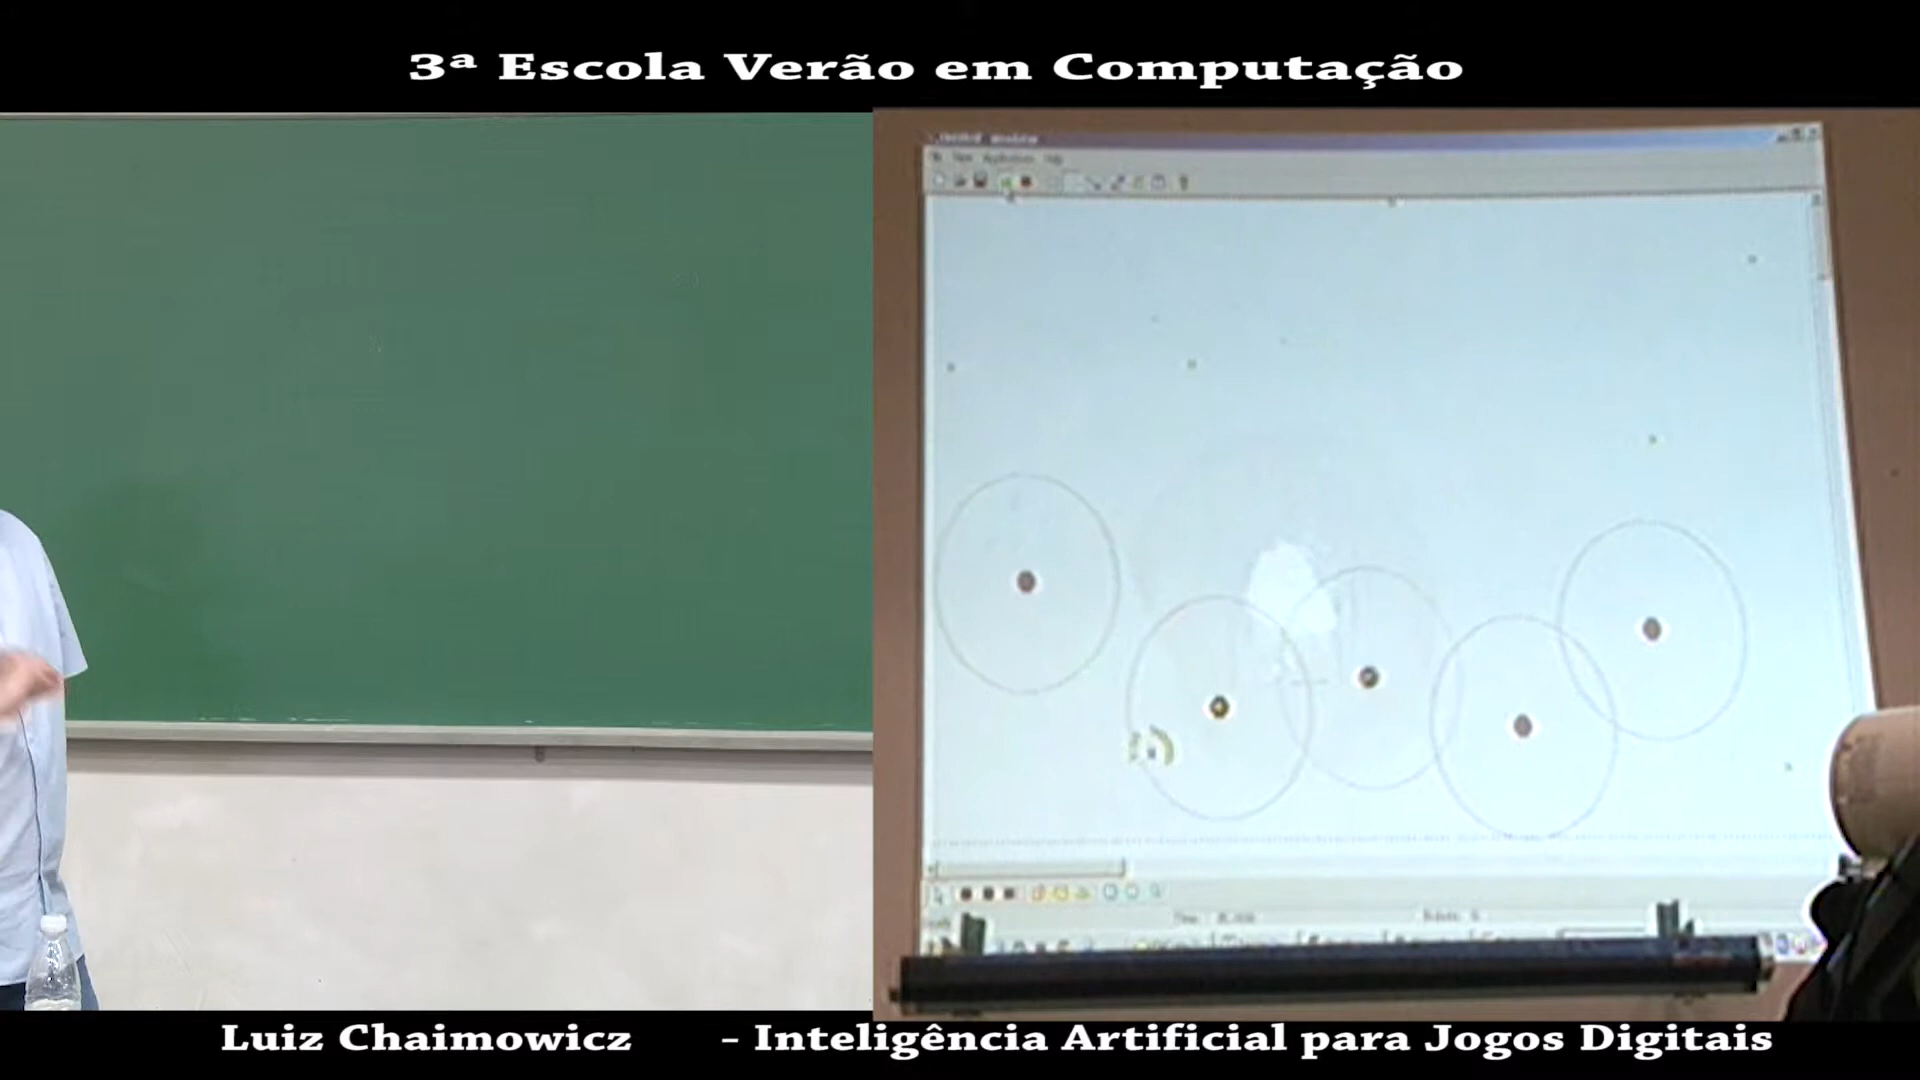 3ª Escola Verão em Computação
Luiz Chaimowicz - Inteligência Artificial para Jogos Digitais